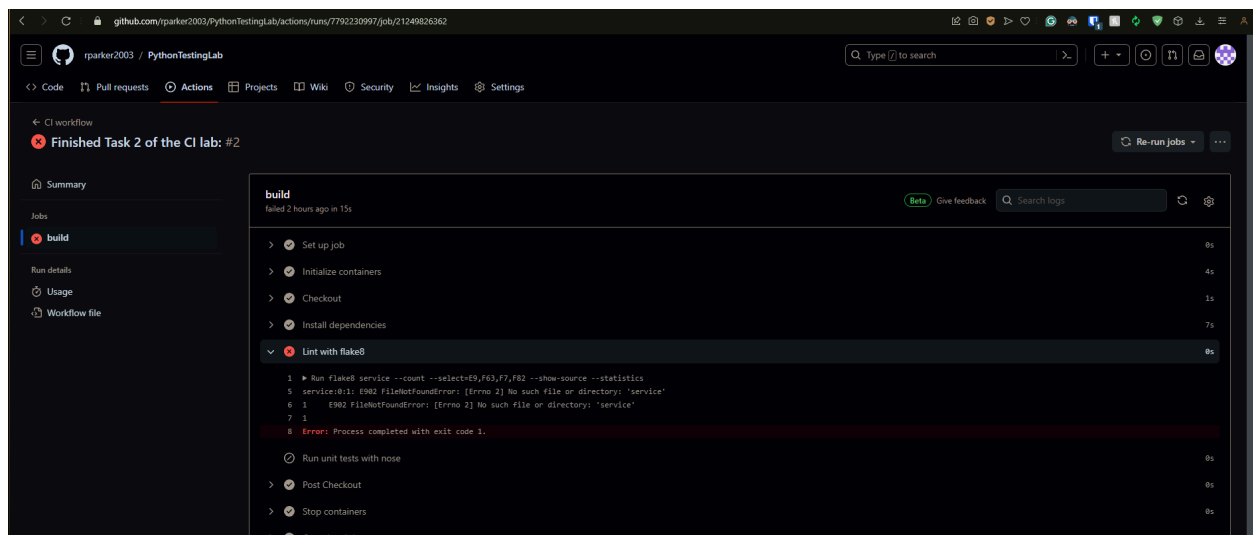 github.com/rparker2003/PythonTestingLab/actions/runs/7792230997/job/21249826362
rparker2003 / PythonTestingLab
Type / to search
Code Pull requests Actions Projects Wiki Security Insights Settings
CI workflow
Finished Task 2 of the CI lab: #2
Re-run jobs
Summary
Jobs
build
Run details
Usage
Workflow file
build
failed 2 hours ago in 15s
Beta Give feedback Search logs
Set up job 0s
Initialize containers 4s
Checkout 1s
Install dependencies 7s
Lint with flake8 0s
1 Run flake8 service --count --select=E9,F63,F7,F82 --show-source --statistics
5 service:0:1: E902 FileNotFoundError: [Errno 2] No such file or directory: 'service'
6 1 E902 FileNotFoundError: [Errno 2] No such file or directory: 'service'
7 1
8 Error: Process completed with exit code 1.
Run unit tests with nose 0s
Post Checkout 0s
Stop containers 0s